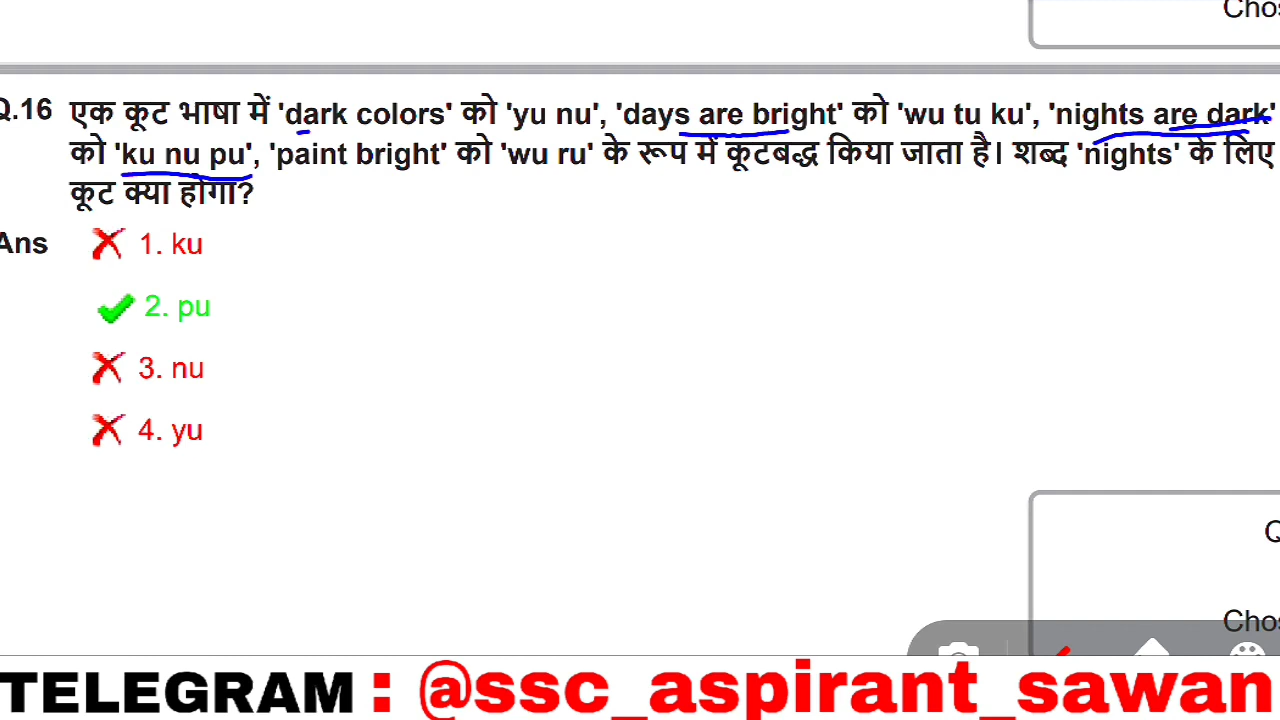 Chos
Q.16 एक कूट भाषा में 'dark colors' को 'yu nu', 'days are bright' को 'wu tu ku', 'nights are dark'
को 'ku nu pu', 'paint bright' को 'wu ru' के रूप में कूटबद्ध किया जाता है। शब्द 'nights' के लिए
कूट क्या होगा?
Ans 1. ku
2. pu
3. nu
4. yu
Q
Chos
TELEGRAM : @ssc_aspirant_sawan